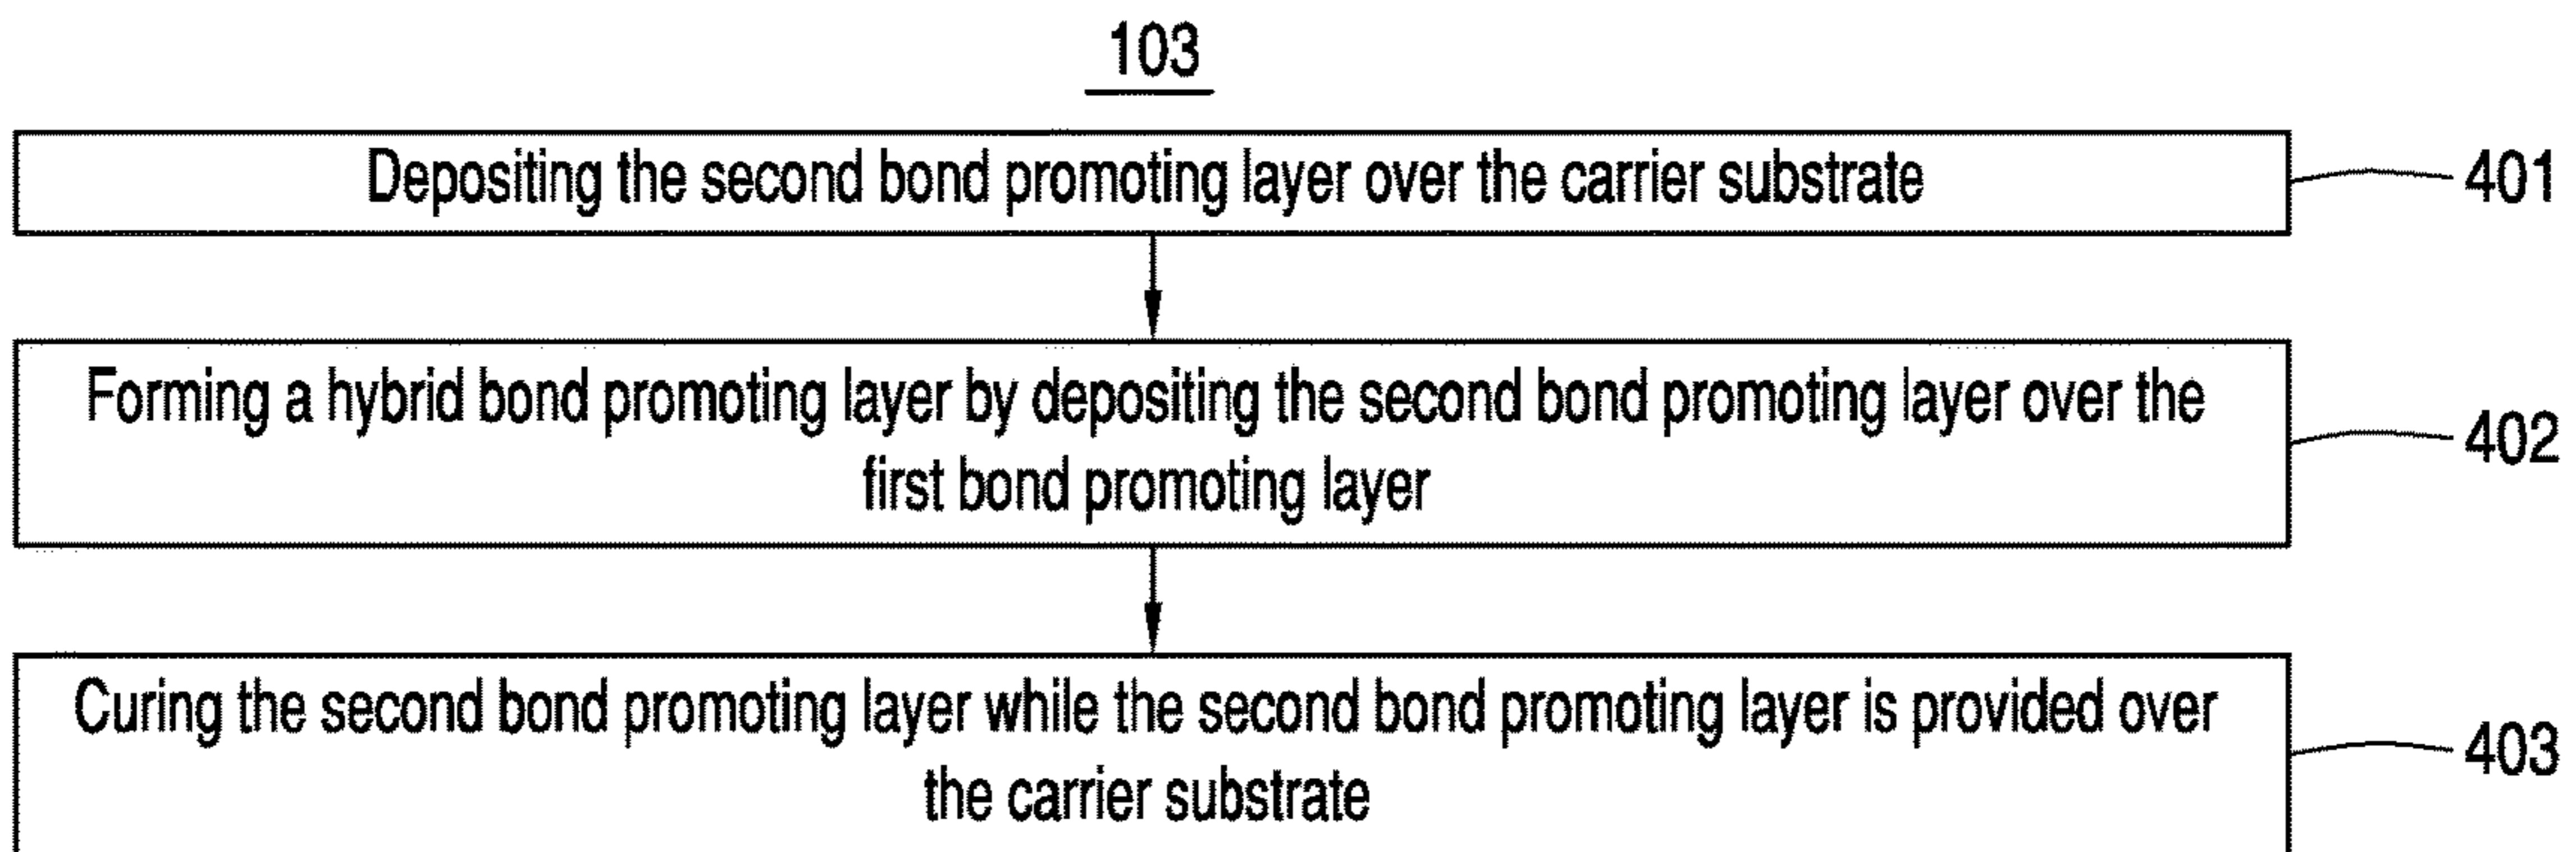 103
Depositing the second bond promoting layer over the carrier substrate
401
Forming a hybrid bond promoting layer by depositing the second bond promoting layer over the
first bond promoting layer
402
Curing the second bond promoting layer while the second bond promoting layer is provided over
the carrier substrate
403